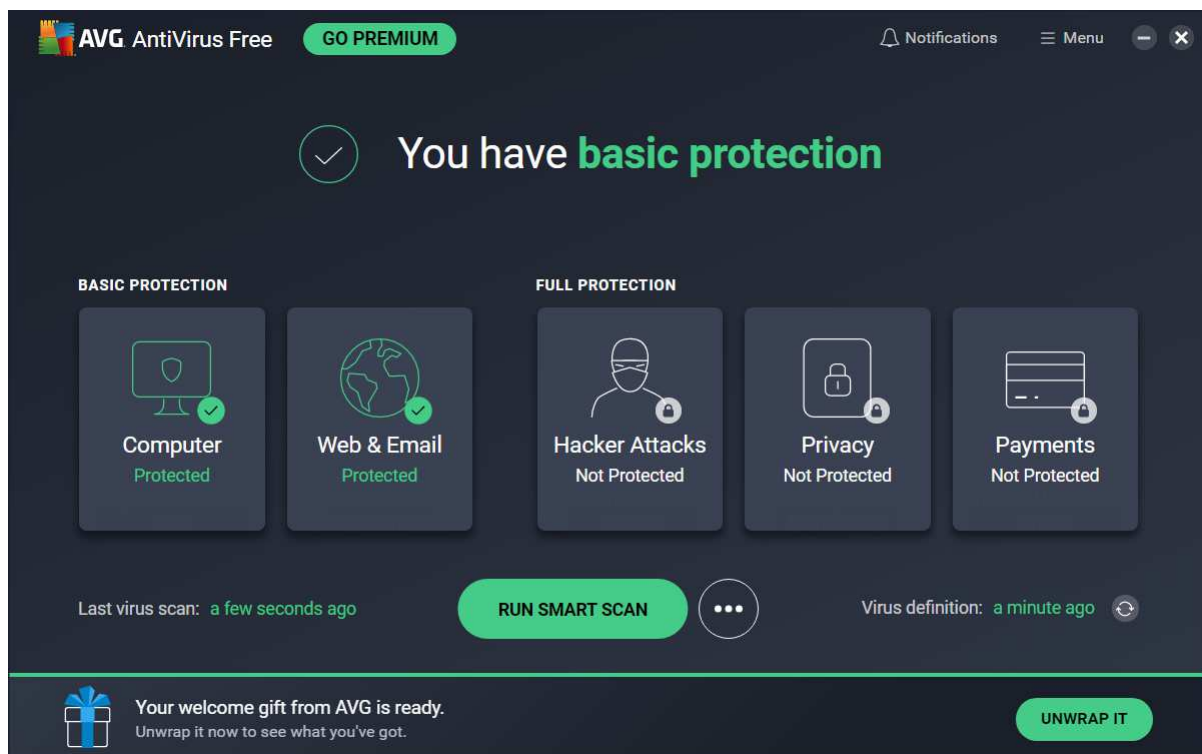 AVG AntiVirus Free GO PREMIUM Notifications Menu
You have basic protection
BASIC PROTECTION
FULL PROTECTION
Computer
Protected
Web & Email
Protected
Hacker Attacks
Not Protected
Privacy
Not Protected
Payments
Not Protected
Last virus scan: a few seconds ago
RUN SMART SCAN
Virus definition: a minute ago
Your welcome gift from AVG is ready.
Unwrap it now to see what you've got.
UNWRAP IT